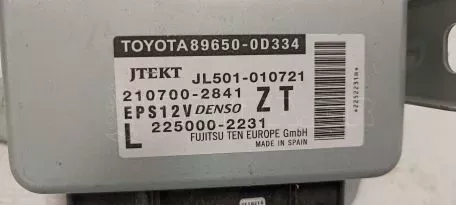 TOYOTA89650-0D334
JTEKT JL501-010721
210700-2841 ZT
EPS12V DENSO
L 225000-2231
FUJITSU TEN EUROPE GmbH
MADE IN SPAIN